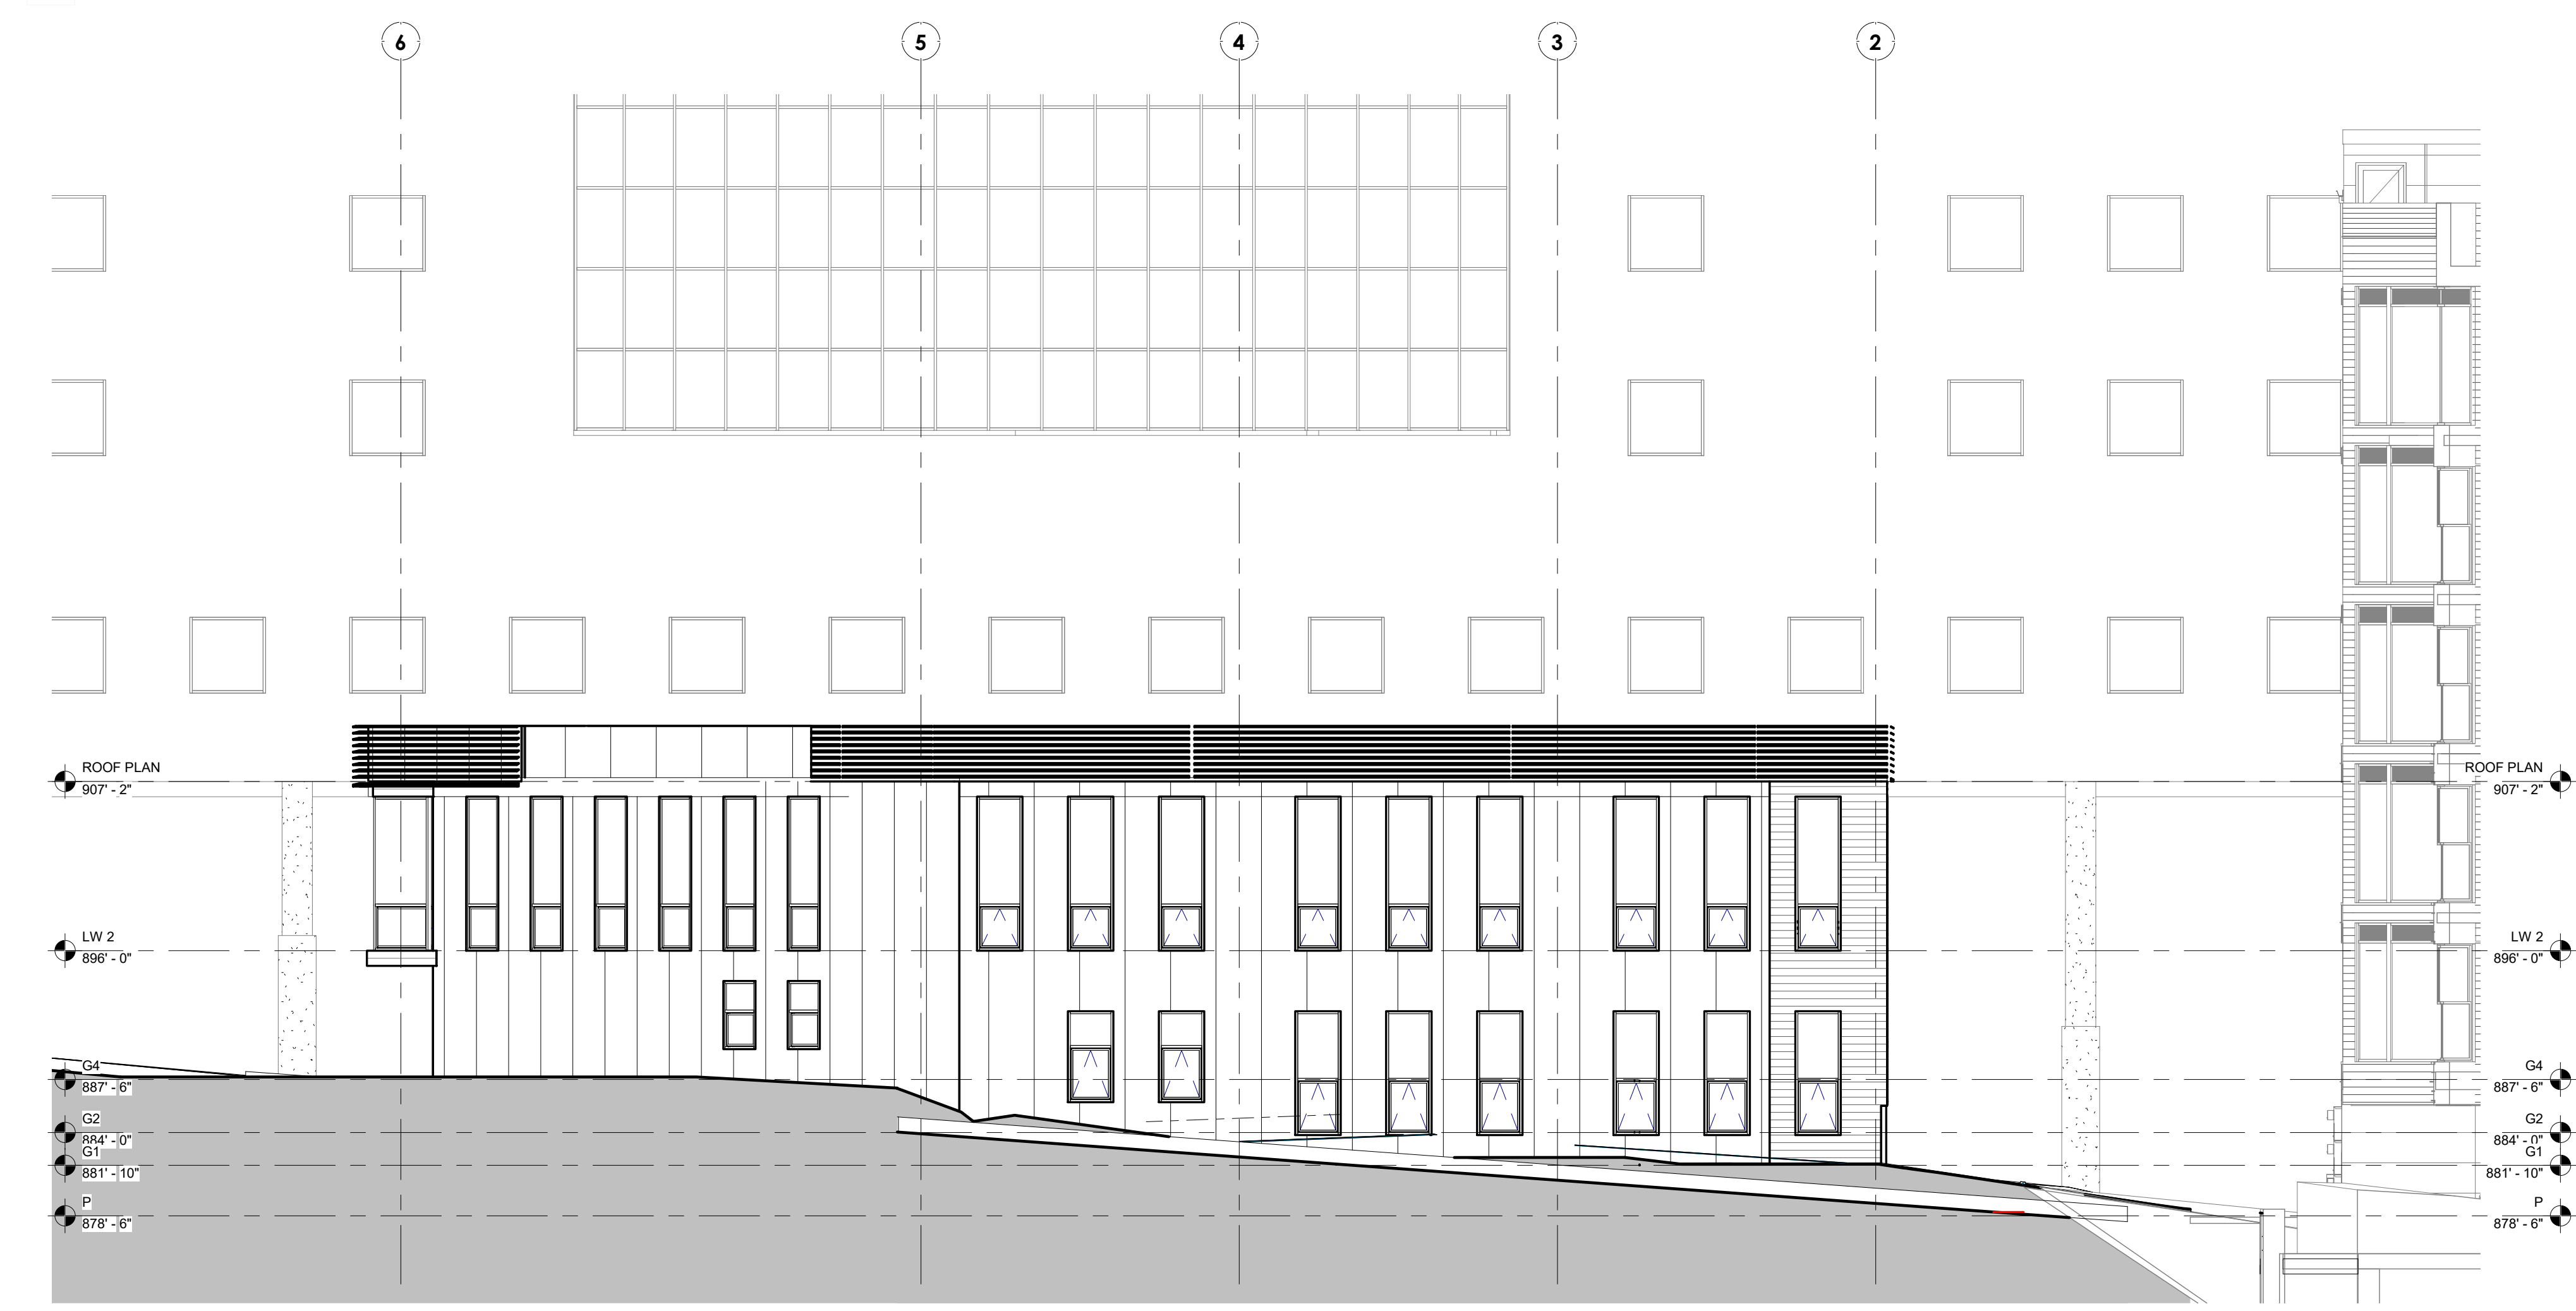 6 5 4 3 2
ROOF PLAN ROOF PLAN
907' - 2" 907' - 2"
LW 2 LW 2
896' - 0" 896' - 0"
G4 G4
887' - 6" 887' - 6"
G2 G2
884' - 0" 884' - 0"
G1 G1
881' - 10" 881' - 10"
P P
878' - 6" 878' - 6"